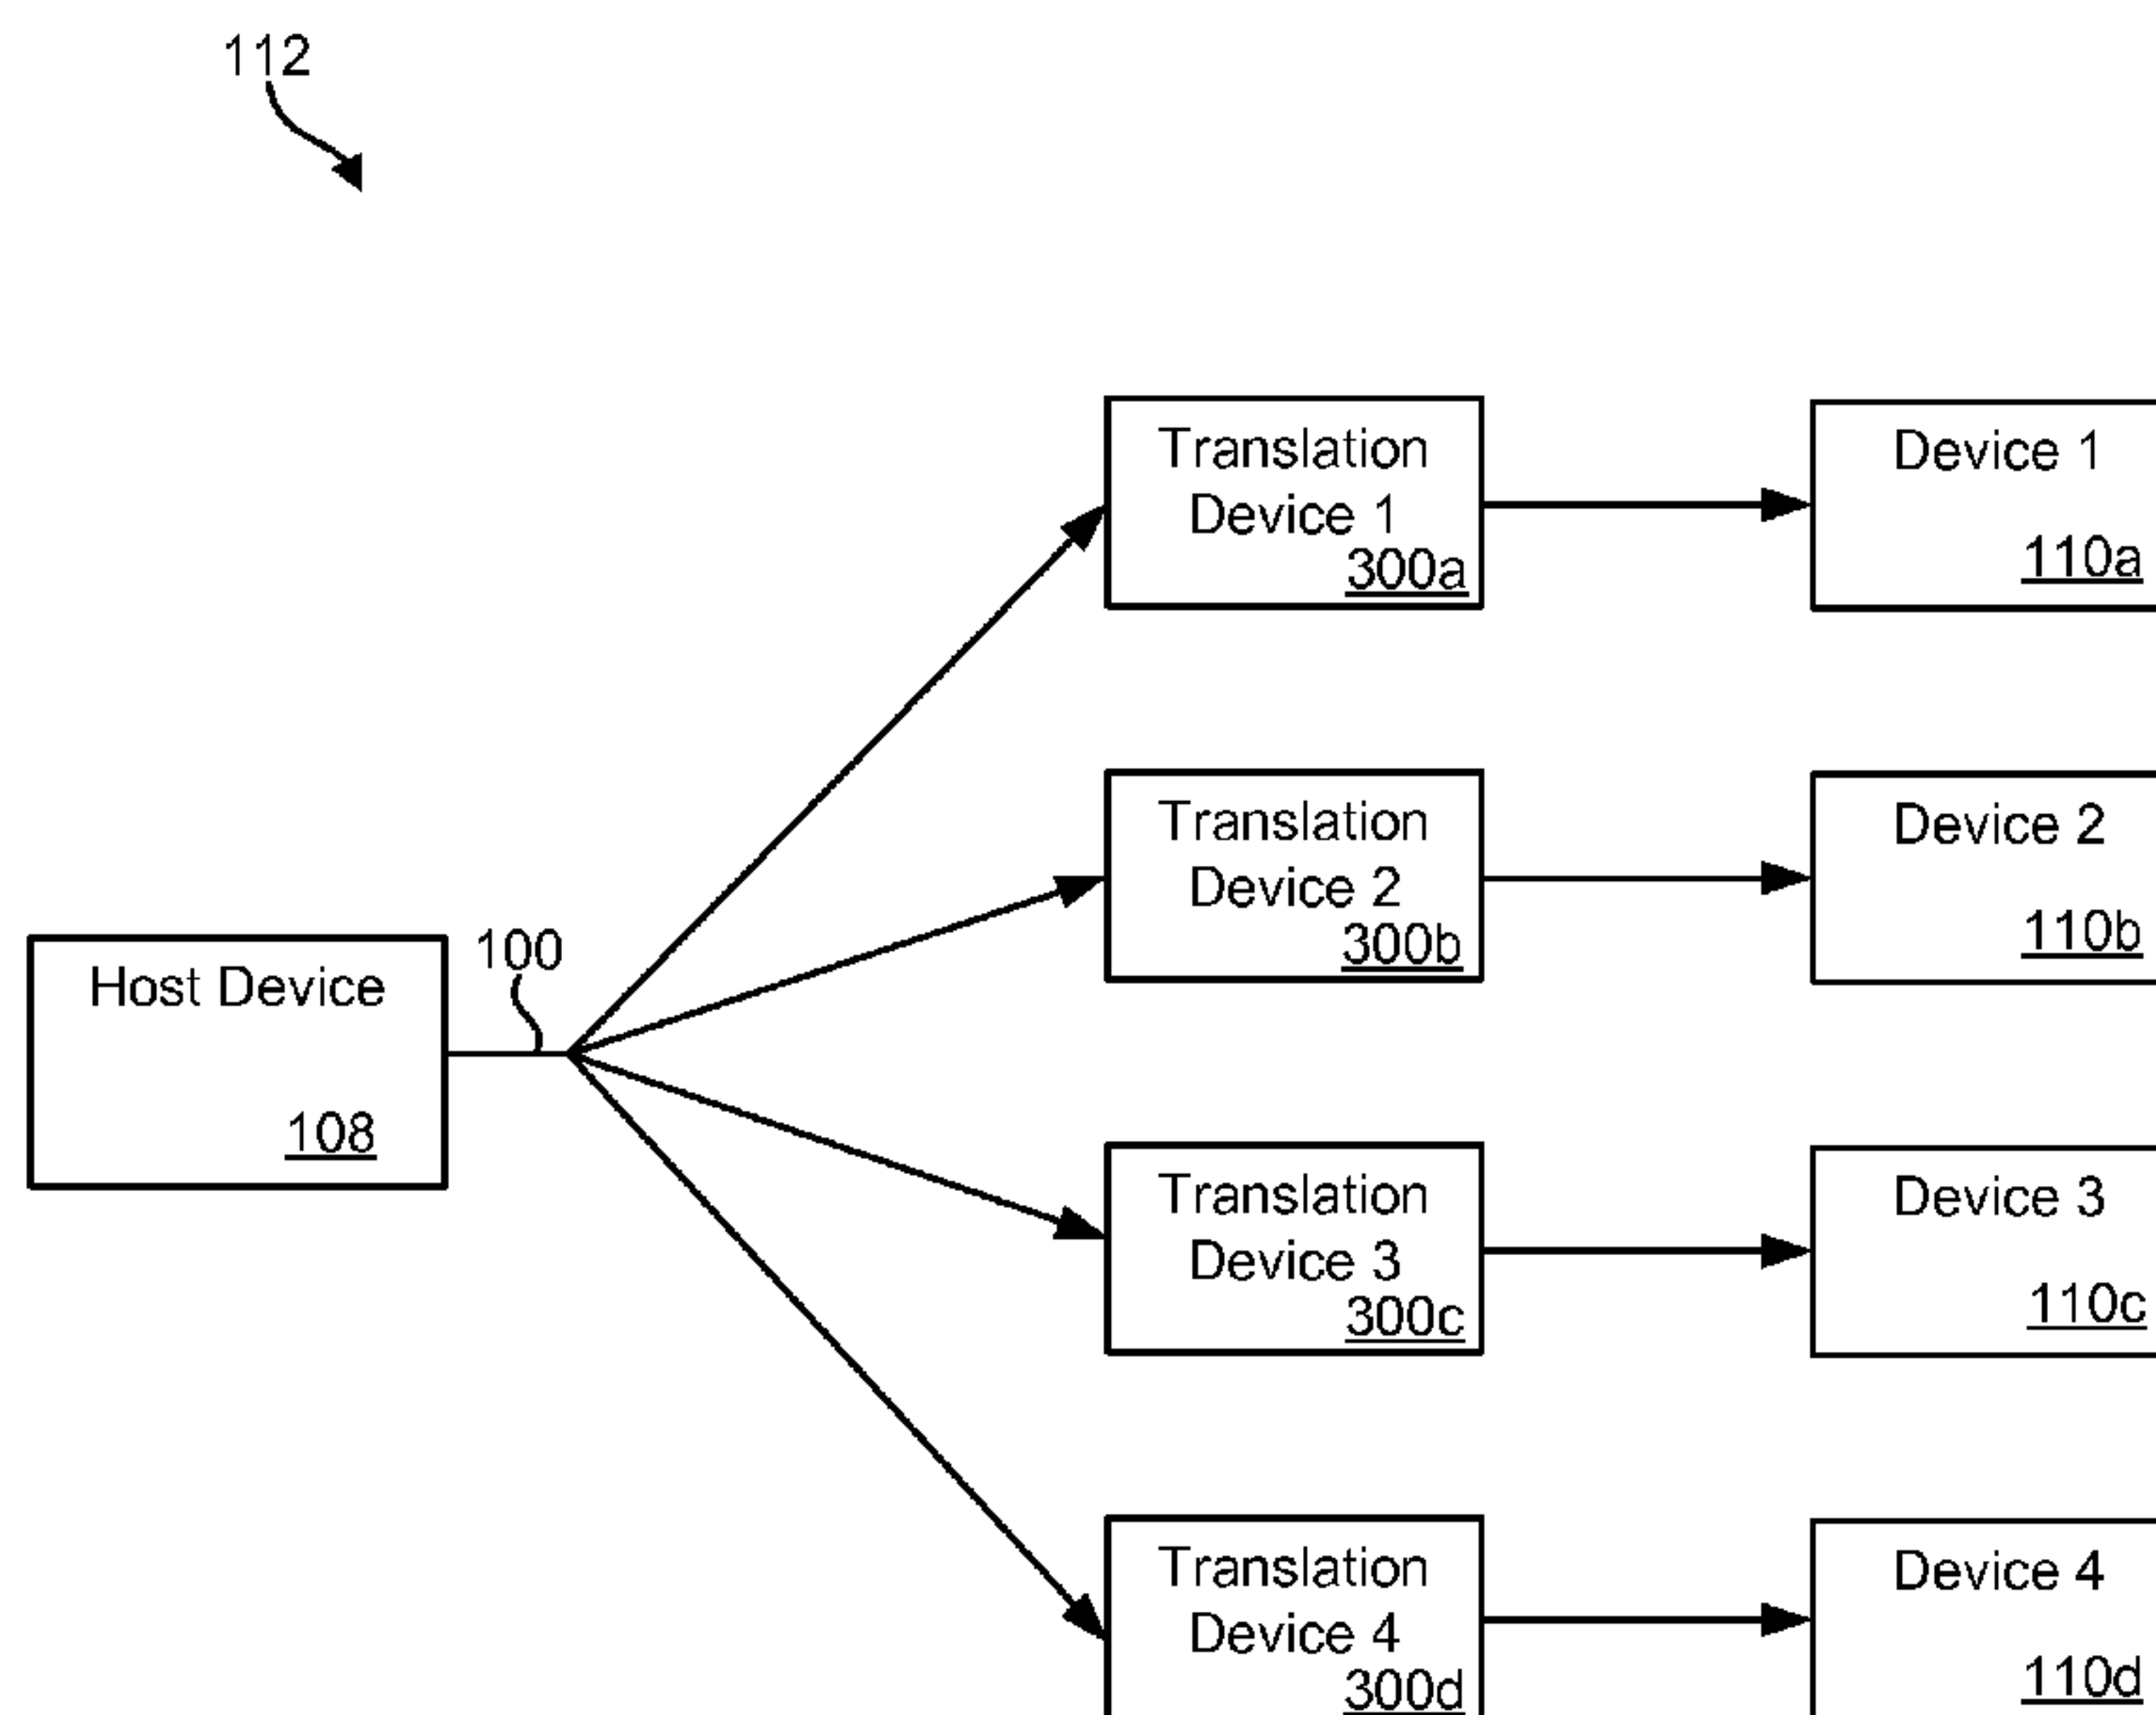 112
Translation
Device 1
300a
Device 1
110a
Translation
Device 2
300b
Device 2
110b
Host Device
108
100
Translation
Device 3
300c
Device 3
110c
Translation
Device 4
300d
Device 4
110d